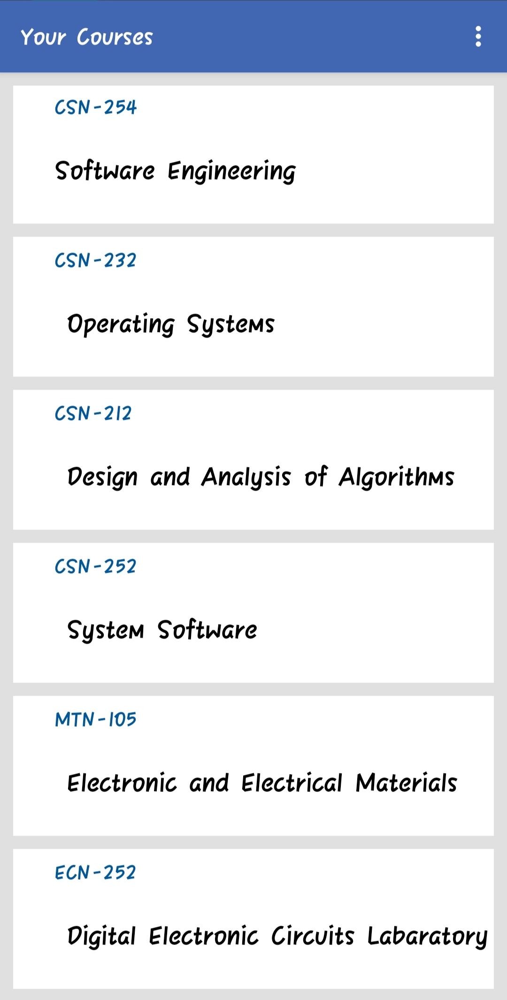 Your Courses
CSN-254
Software Engineering
CSN-232
Operating Systems
CSN-212
Design and Analysis of Algorithms
CSN-252
System Software
MTN-105
Electronic and Electrical Materials
ECN-252
Digital Electronic Circuits Labaratory